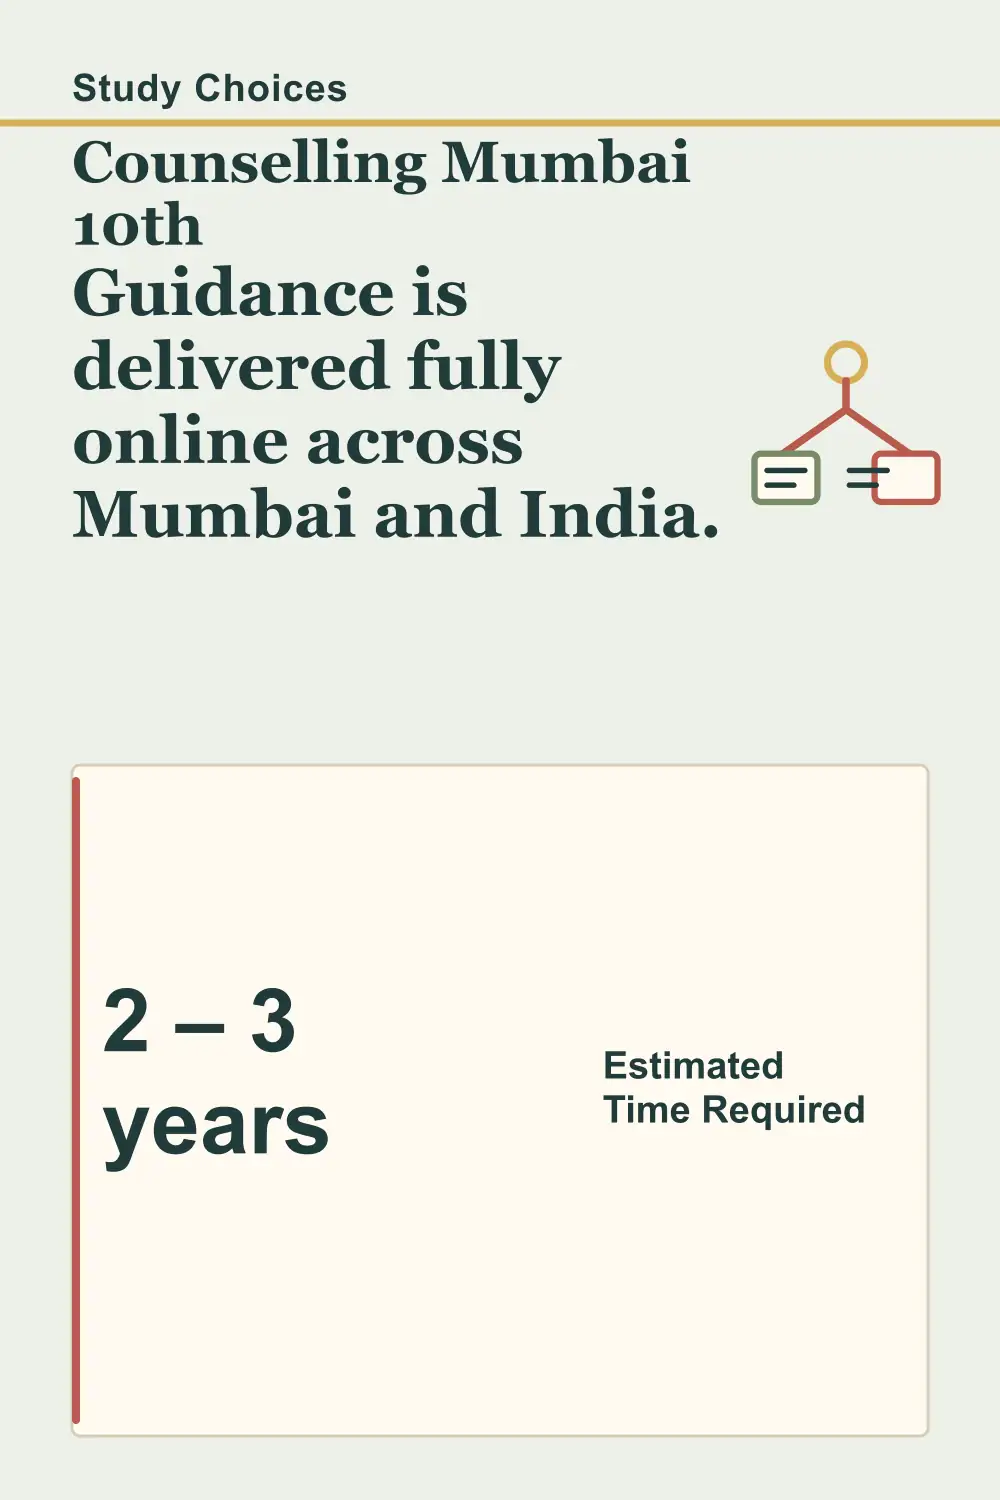 Study Choices
Counselling Mumbai
10th
Guidance is
delivered fully
online across
Mumbai and India.
2 – 3
years
Estimated
Time Required